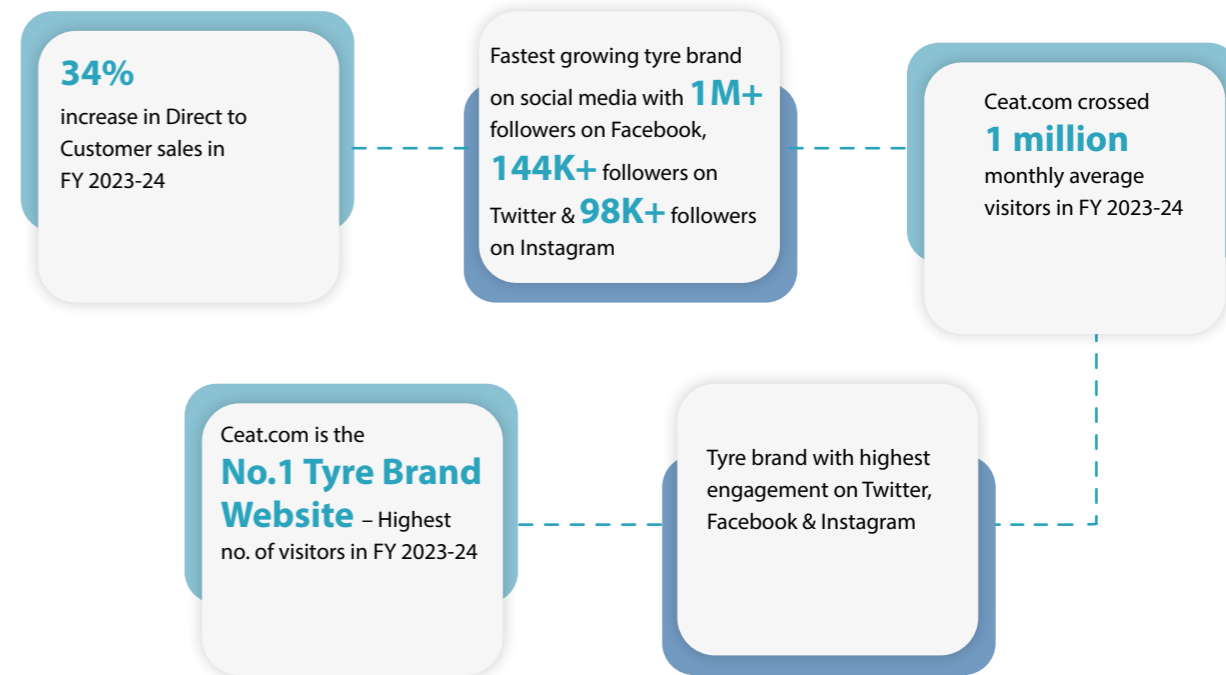 34%
increase in Direct to
Customer sales in
FY 2023-24
Fastest growing tyre brand
on social media with 1M+
followers on Facebook,
144K+ followers on
Twitter & 98K+ followers
on Instagram
Ceat.com crossed
1 million
monthly average
visitors in FY 2023-24
Tyre brand with highest
engagement on Twitter,
Facebook & Instagram
Ceat.com is the
No.1 Tyre Brand
Website – Highest
no. of visitors in FY 2023-24